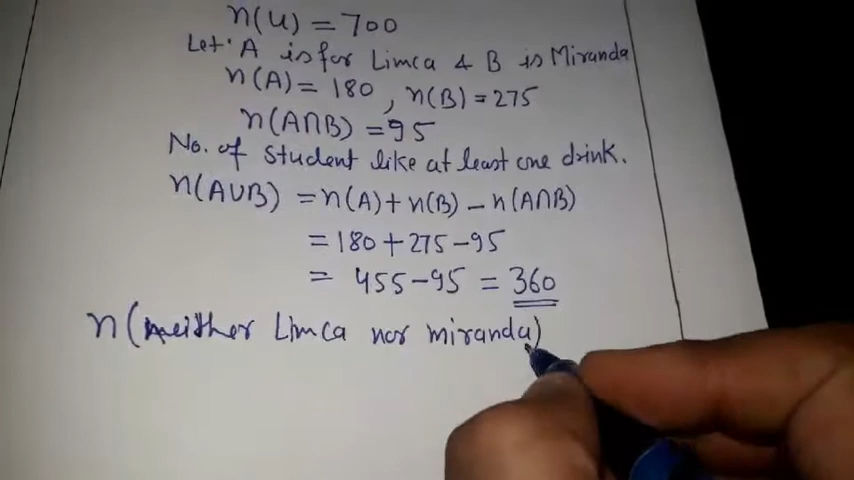 n(U) = 700
Let' A is for Limca & B is Miranda
n(A) = 180 , n(B) = 275
n(A∩B) = 95
No. of Student like at least one drink.
n(AUB) = n(A) + n(B) - n(A∩B)
= 180 + 275 - 95
= 455 - 95 = 360
n(neither Limca nor miranda)